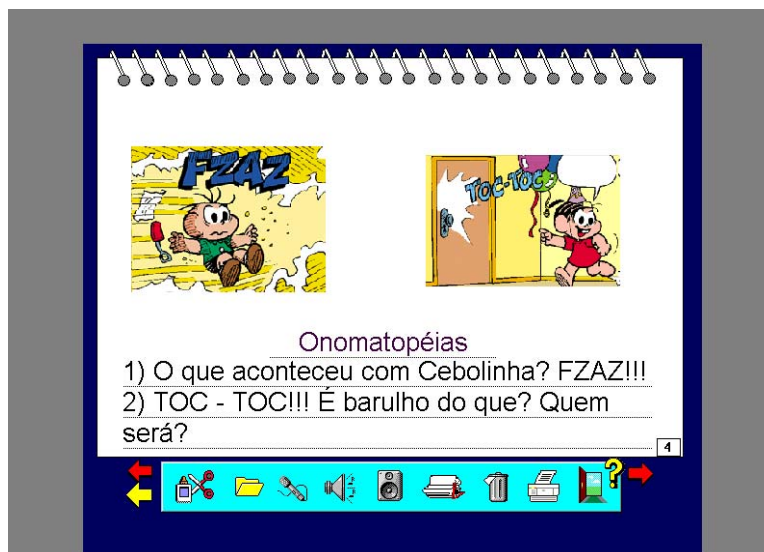 FZAZ
TOC-TOC
Onomatopéias
1) O que aconteceu com Cebolinha? FZAZ!!!
2) TOC - TOC!!! É barulho do que? Quem
será?
4
?